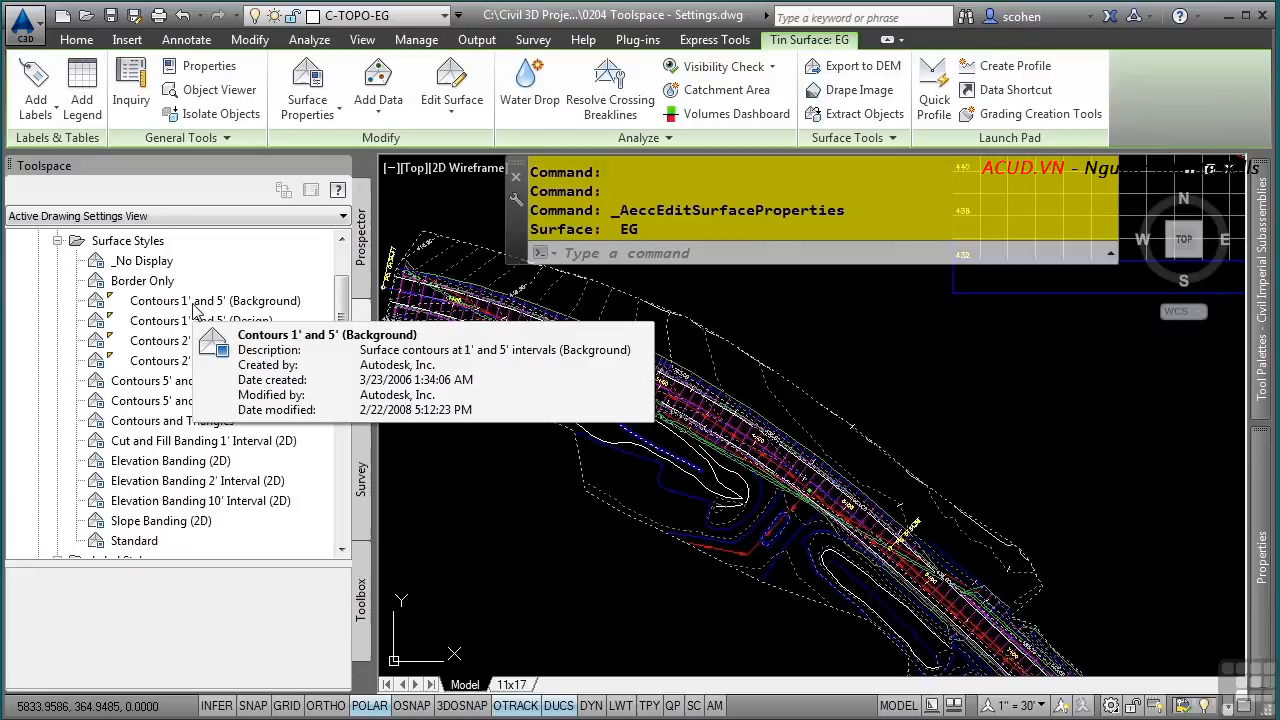 C-TOPO-EG
C:\Civil 3D Proje...\0204 Toolspace - Settings.dwg
Type a keyword or phrase
scohen
C3D
Home
Insert
Annotate
Modify
Analyze
View
Manage
Output
Survey
Help
Plug-ins
Express Tools
Tin Surface: EG
Add Labels
Add Legend
Labels & Tables
Inquiry
Properties
Object Viewer
Isolate Objects
General Tools
Surface Properties
Add Data
Edit Surface
Modify
Water Drop
Resolve Crossing Breaklines
Visibility Check
Catchment Area
Volumes Dashboard
Analyze
Export to DEM
Drape Image
Extract Objects
Surface Tools
Quick Profile
Create Profile
Data Shortcut
Grading Creation Tools
Launch Pad
Toolspace
Active Drawing Settings View
Surface Styles
_No Display
Border Only
Contours 1' and 5' (Background)
Contours 1' and 5' (Design)
Contours 2'
Contours 2'
Contours 5' and
Contours 5' and
Contours and Triangles
Cut and Fill Banding 1' Interval (2D)
Elevation Banding (2D)
Elevation Banding 2' Interval (2D)
Elevation Banding 10' Interval (2D)
Slope Banding (2D)
Standard
Prospector
Survey
Toolbox
Contours 1' and 5' (Background)
Description: Surface contours at 1' and 5' intervals (Background)
Created by: Autodesk, Inc.
Date created: 3/23/2006 1:34:06 AM
Modified by: Autodesk, Inc.
Date modified: 2/22/2008 5:12:23 PM
[−][Top][2D Wireframe
Command:
Command:
Command: _AeccEditSurfaceProperties
Surface: EG
Type a command
440
436
432
ACUD.VN -
N
W TOP E
S
WCS
Tool Palettes - Civil Imperial Subassemblies
Properties
Y
X
Model
11x17
5833.9586, 364.9485, 0.0000
INFER SNAP GRID ORTHO POLAR OSNAP 3DOSNAP OTRACK DUCS DYN LWT TPY QP SC AM
MODEL
1" = 30'